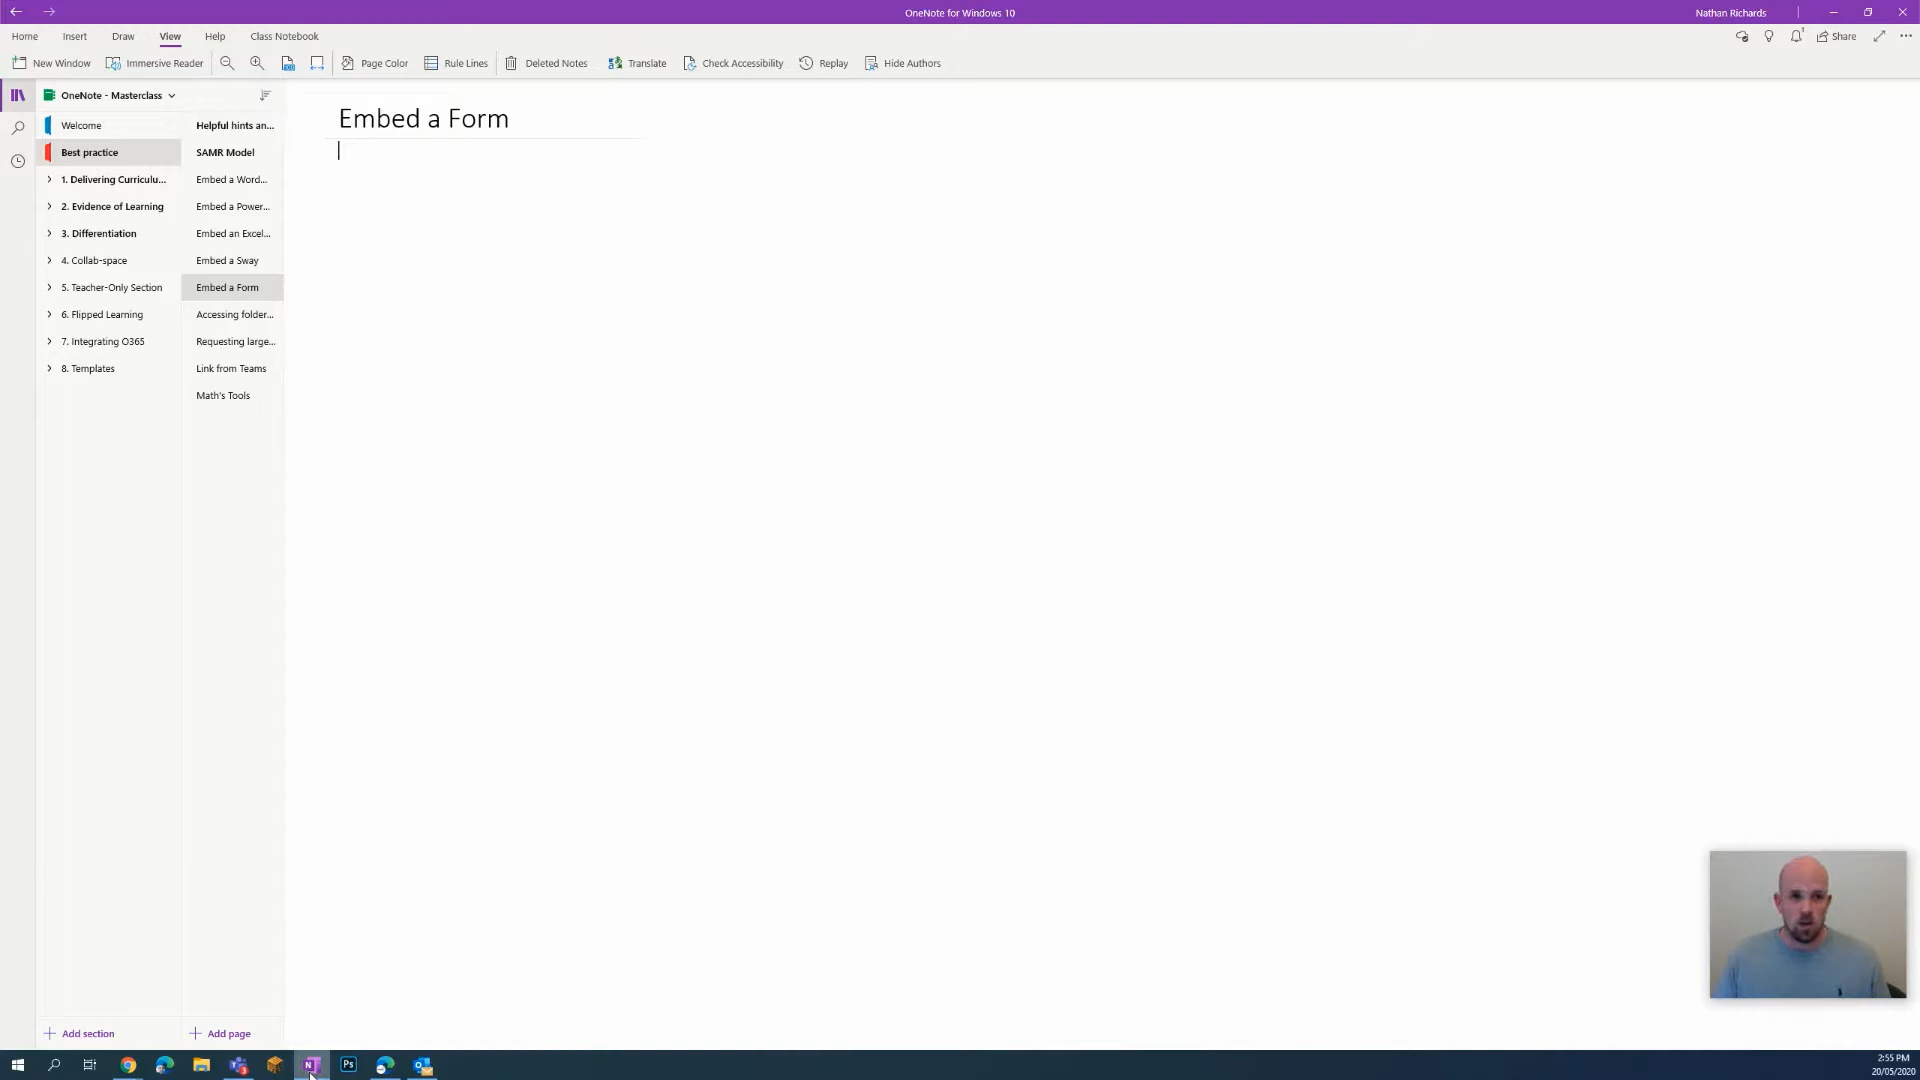 OneNote for Windows 10
Nathan Richards
Home Insert Draw View Help Class Notebook
Share
New Window Immersive Reader Page Color Rule Lines Deleted Notes Translate Check Accessibility Replay Hide Authors
OneNote - Masterclass
Welcome
Best practice
1. Delivering Curriculu...
2. Evidence of Learning
3. Differentiation
4. Collab-space
5. Teacher-Only Section
6. Flipped Learning
7. Integrating O365
8. Templates
Helpful hints an...
SAMR Model
Embed a Word...
Embed a Power...
Embed an Excel...
Embed a Sway
Embed a Form
Accessing folder...
Requesting large...
Link from Teams
Math's Tools
Embed a Form
Add section
Add page
Ps
2:55 PM
20/05/2020